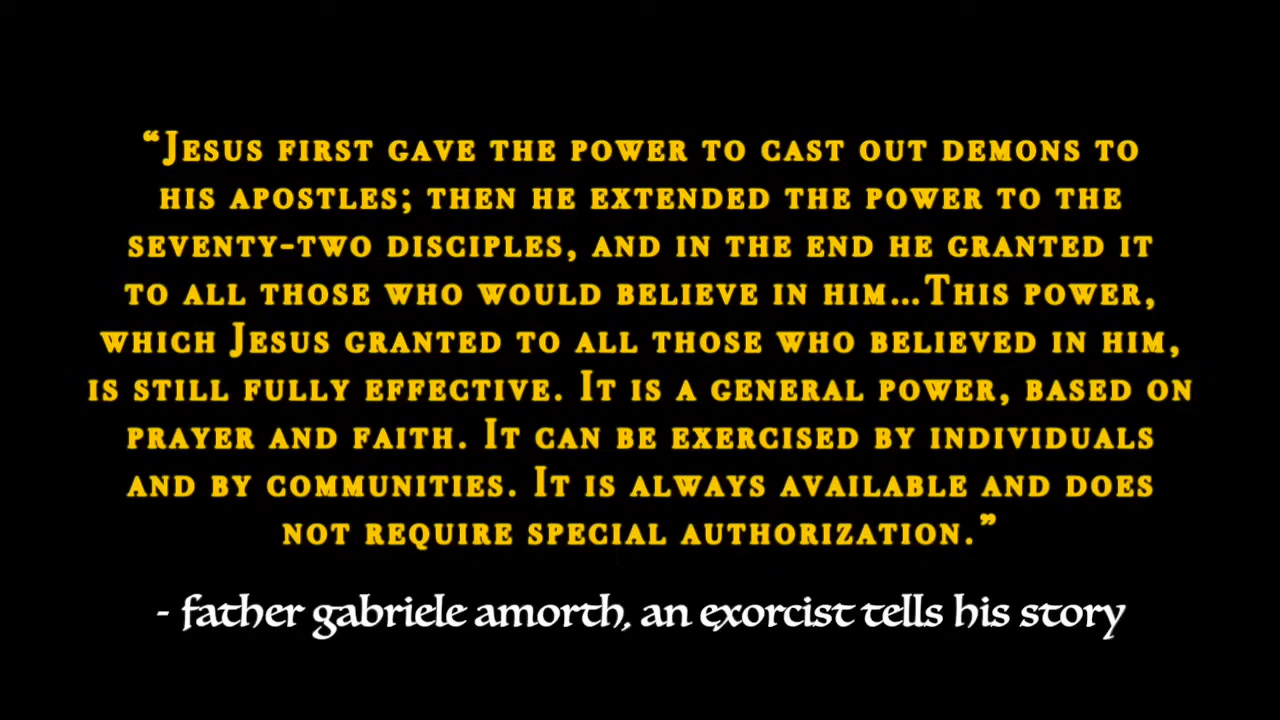 “Jesus first gave the power to cast out demons to
his apostles; then he extended the power to the
seventy-two disciples, and in the end he granted it
to all those who would believe in him...This power,
which Jesus granted to all those who believed in him,
is still fully effective. It is a general power, based on
prayer and faith. It can be exercised by individuals
and by communities. It is always available and does
not require special authorization.”
- father gabriele amorth, an exorcist tells his story